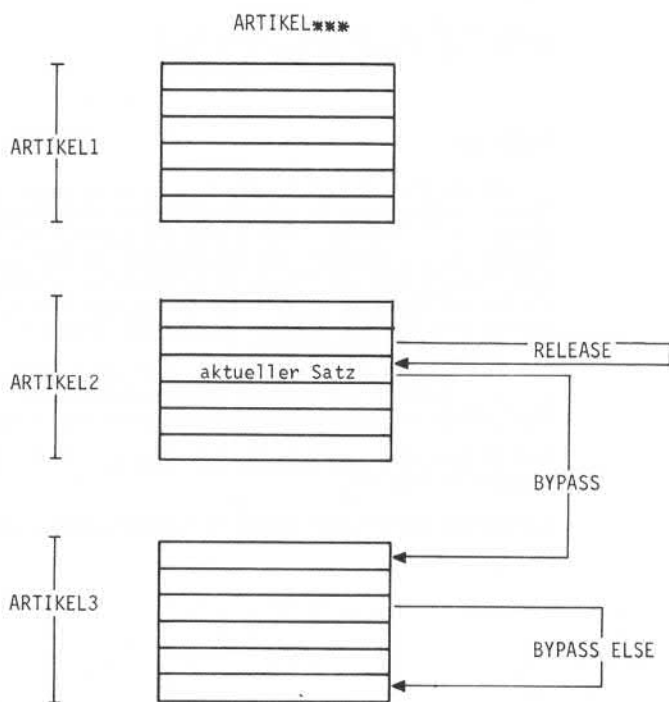 ARTIKEL***
ARTIKEL1
RELEASE
aktueller Satz
ARTIKEL2
BYPASS
ARTIKEL3
BYPASS ELSE